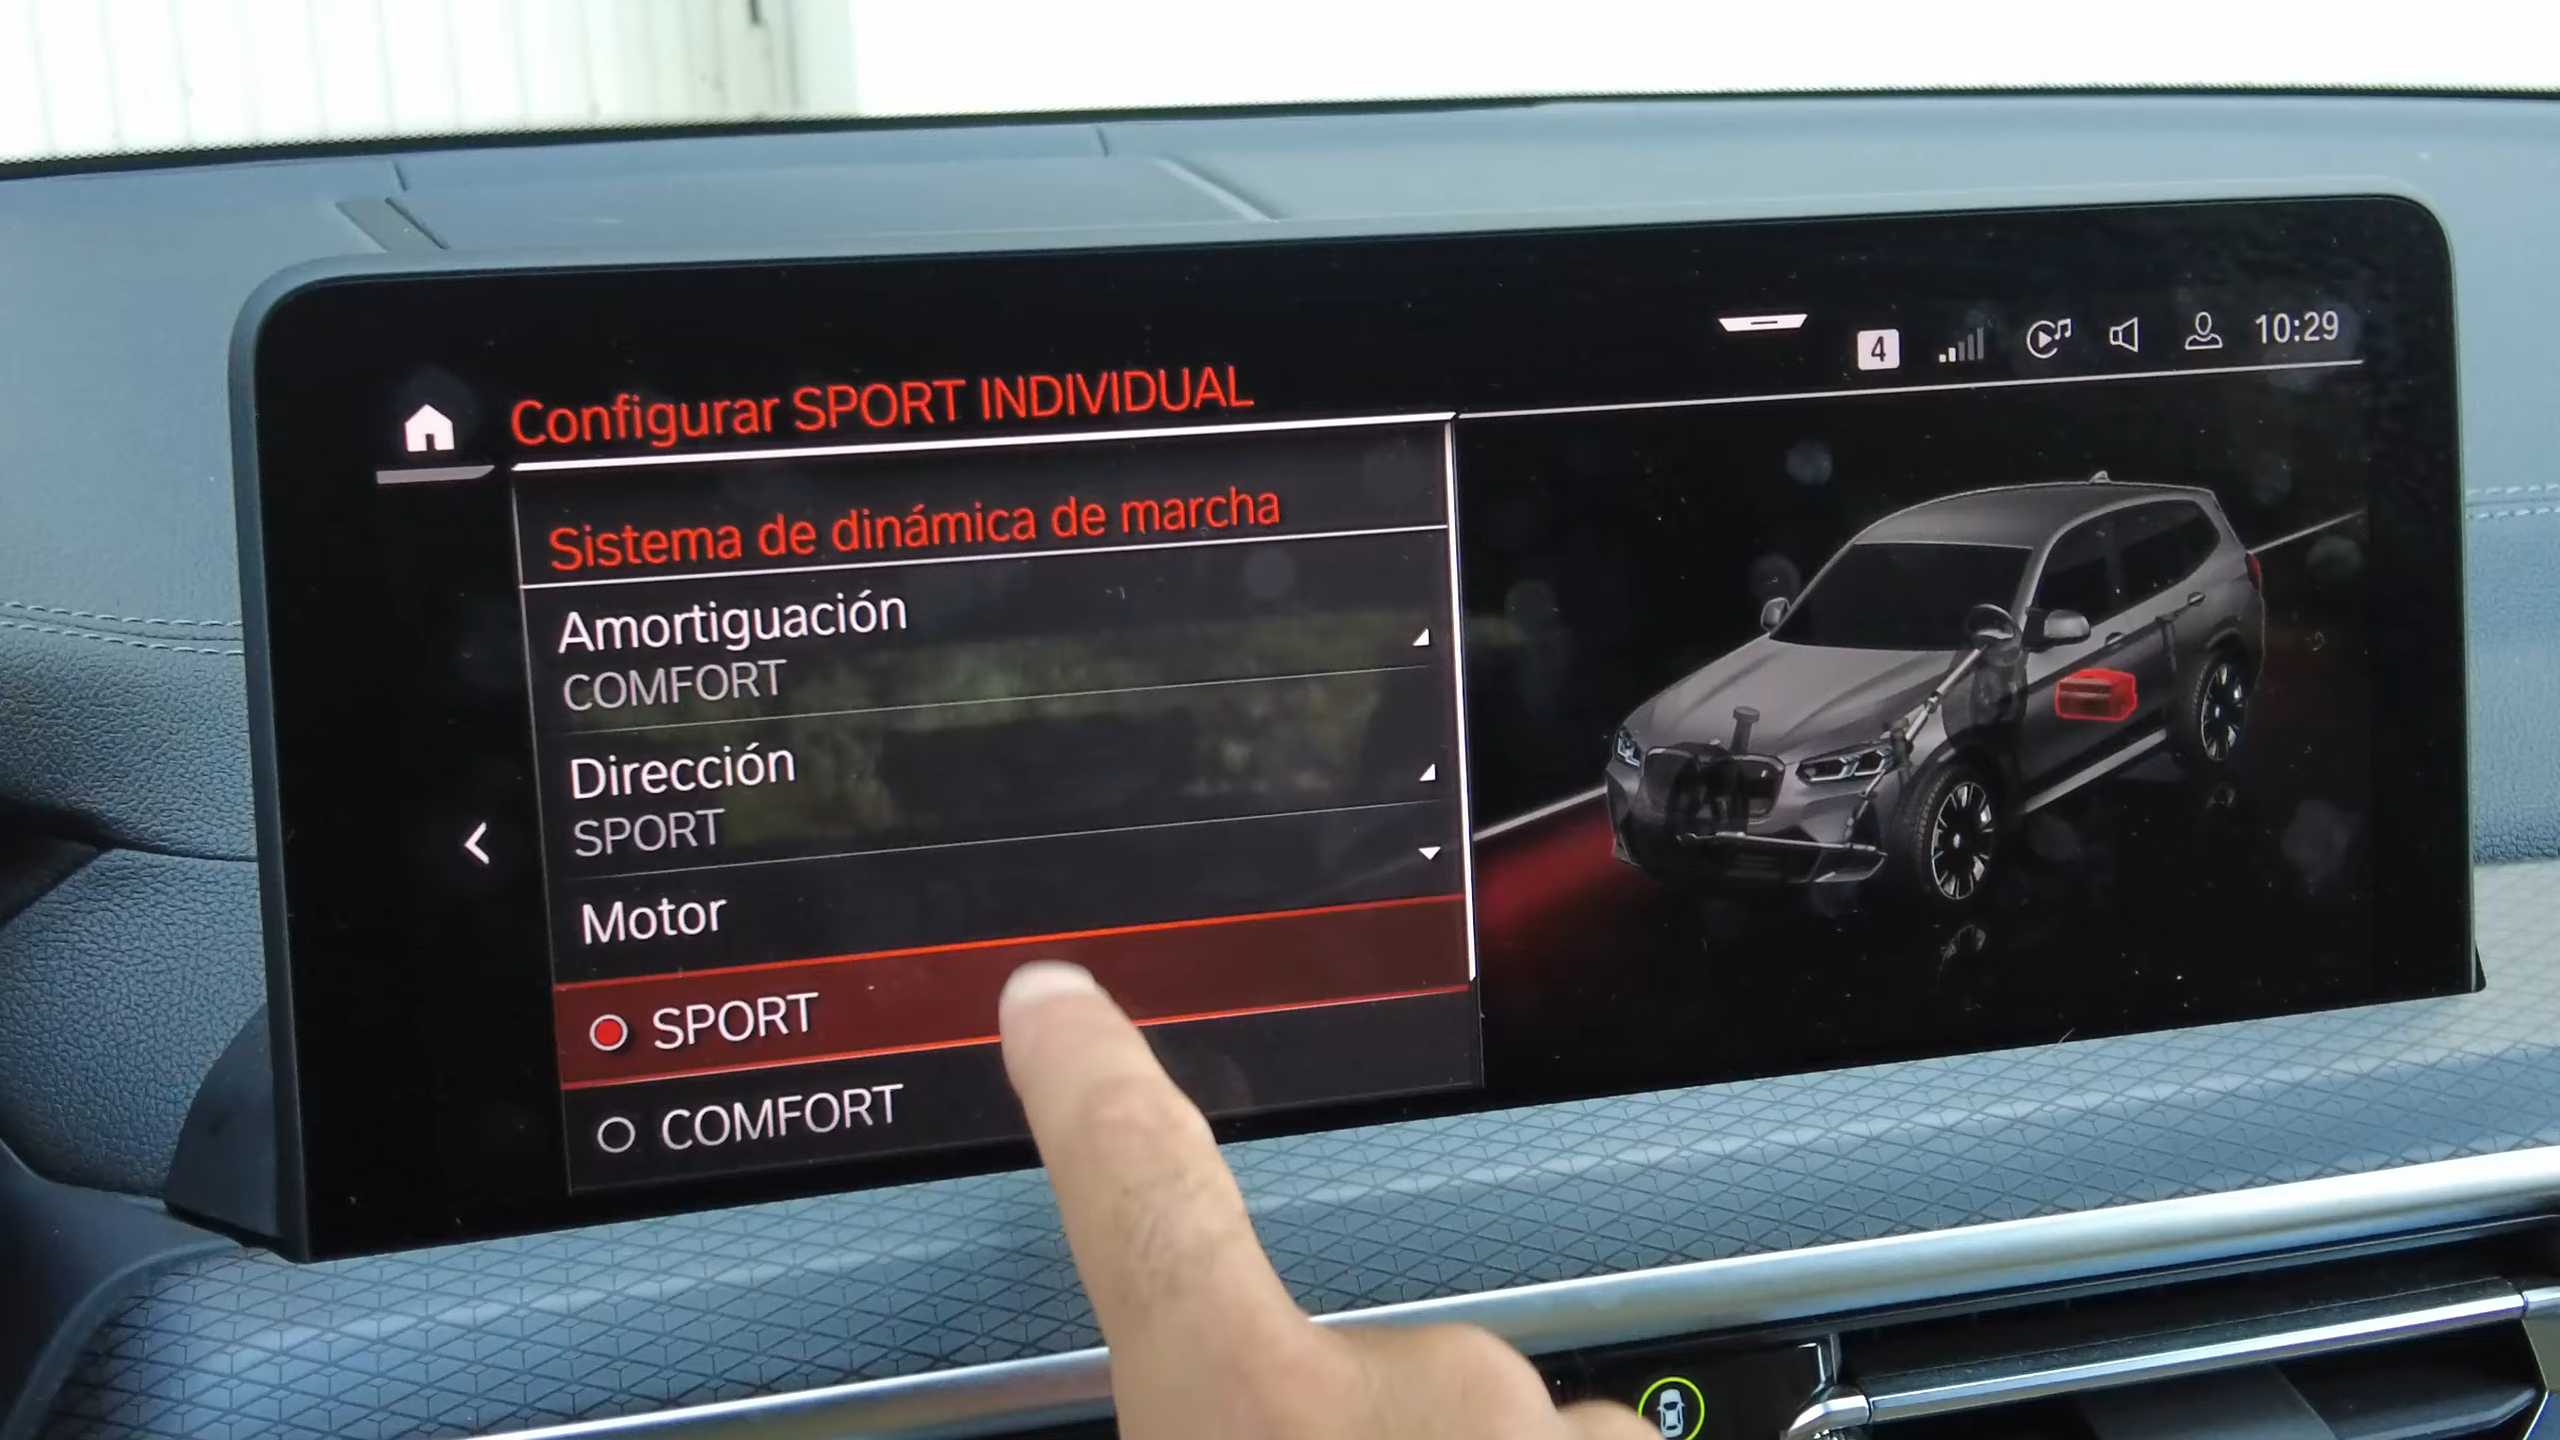 4
10:29
Configurar SPORT INDIVIDUAL
Sistema de dinámica de marcha
Amortiguación
COMFORT
Dirección
SPORT
Motor
SPORT
COMFORT